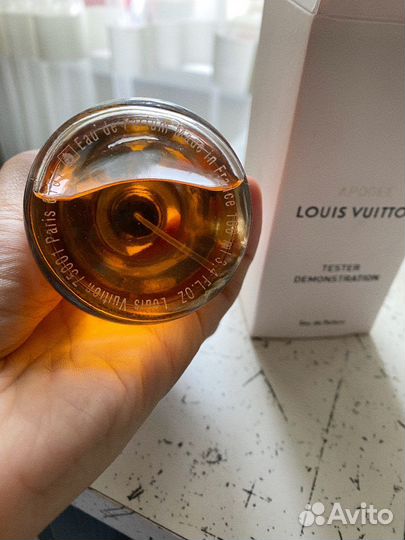 Eau de Parfum Made in France 100 ml 3.4 FL.OZ. Louis Vuitton 75001 Paris
APOGÉE
LOUIS VUITTO
TESTER
DEMONSTRATION
Eau de Parfum
Avito